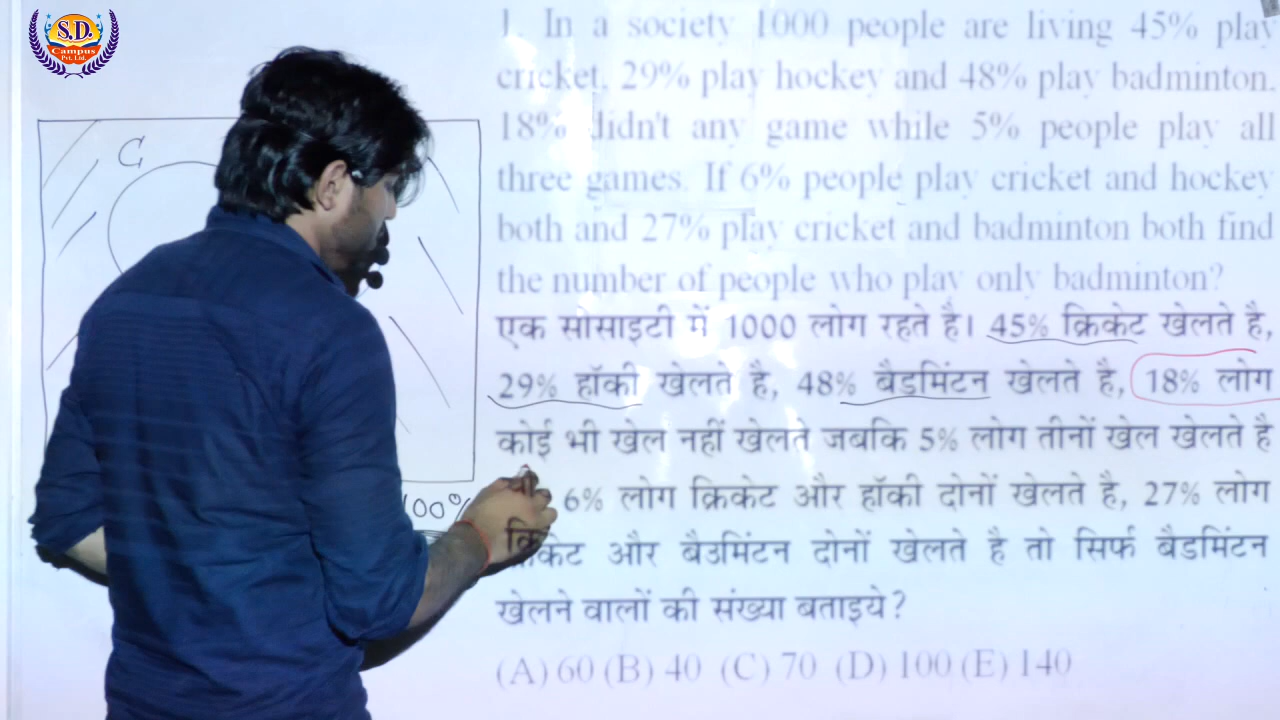 S.D.
Campus
Pvt. Ltd.
1. In a society 1000 people are living 45% play
cricket, 29% play hockey and 48% play badminton.
18% didn't any game while 5% people play all
three games. If 6% people play cricket and hockey
both and 27% play cricket and badminton both find
the number of people who play only badminton?
एक सोसाइटी में 1000 लोग रहते है। 45% क्रिकेट खेलते है,
29% हॉकी खेलते है, 48% बैडमिंटन खेलते है, 18% लोग
कोई भी खेल नहीं खेलते जबकि 5% लोग तीनों खेल खेलते है
6% लोग क्रिकेट और हॉकी दोनों खेलते है, 27% लोग
क्रिकेट और बैउमिंटन दोनों खेलते है तो सिर्फ बैडमिंटन
खेलने वालों की संख्या बताइये?
(A) 60 (B) 40 (C) 70 (D) 100 (E) 140
C
100%